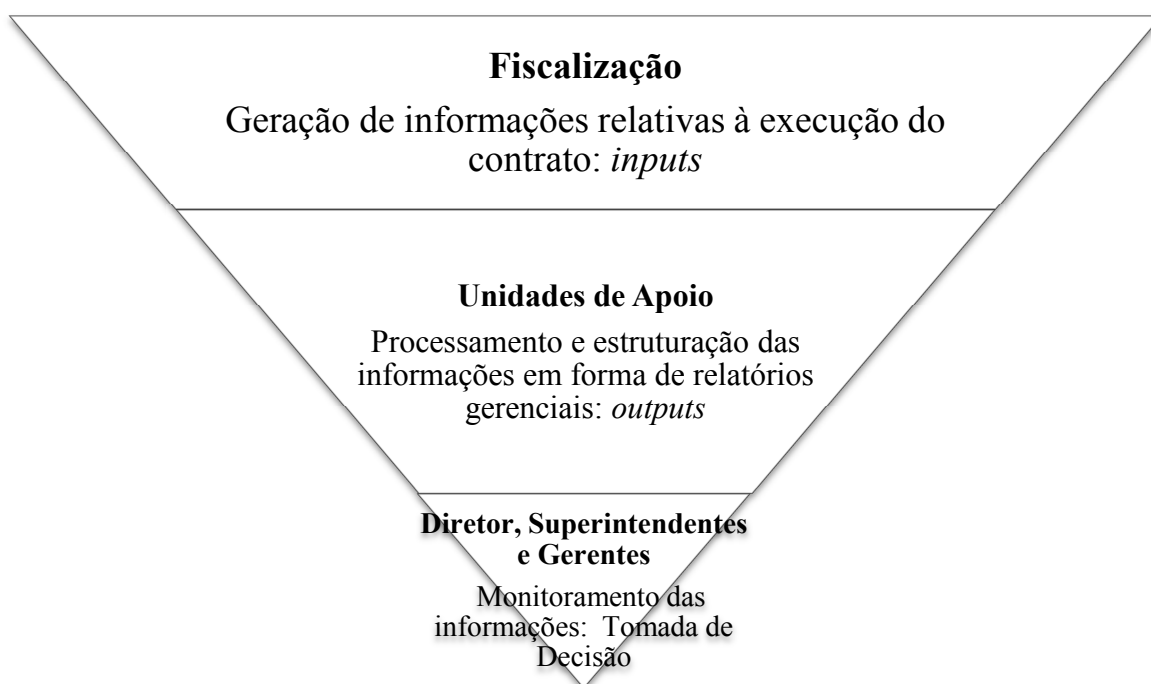 Fiscalização
Geração de informações relativas à execução do
contrato: inputs
Unidades de Apoio
Processamento e estruturação das
informações em forma de relatórios
gerenciais: outputs
Diretor, Superintendentes
e Gerentes
Monitoramento das
informações: Tomada de
Decisão